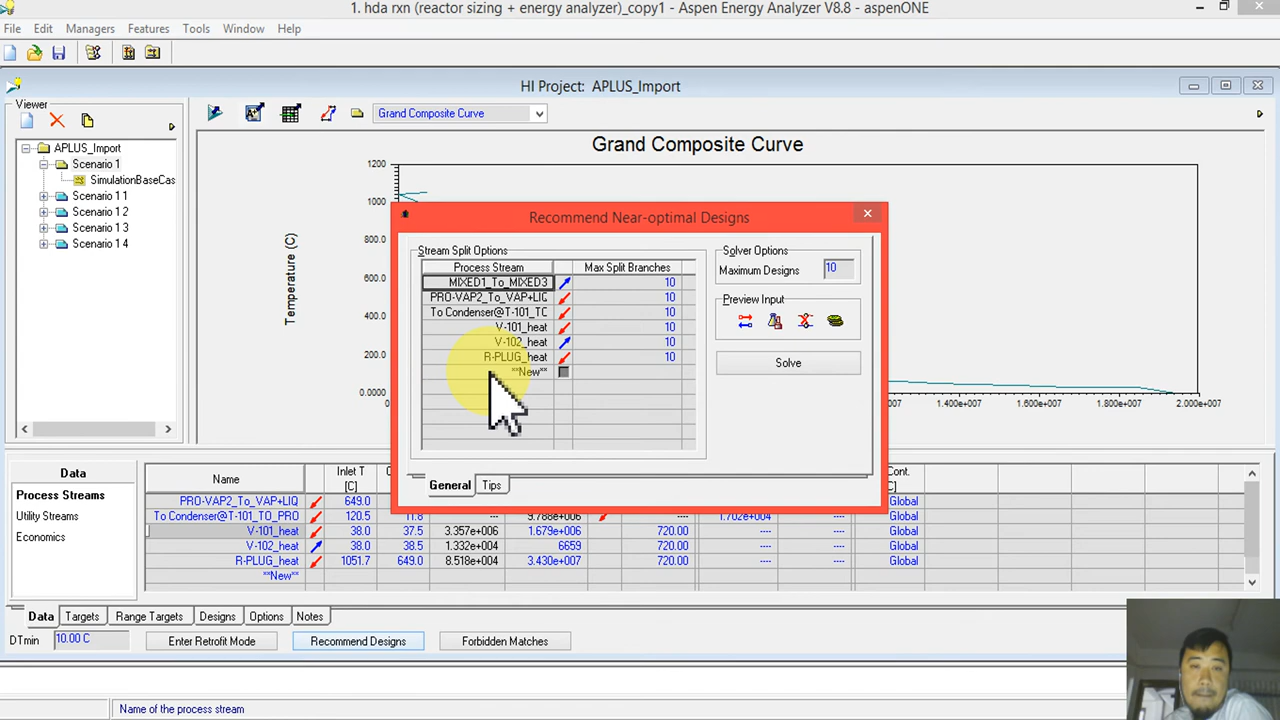 1. hda rxn (reactor sizing + energy analyzer)_copy1 - Aspen Energy Analyzer V8.8 - aspenONE
File Edit Managers Features Tools Window Help
HI Project: APLUS_Import
Viewer
Grand Composite Curve
APLUS_Import
Scenario 1
SimulationBaseCas
Scenario 1 1
Scenario 1 2
Scenario 1 3
Scenario 1 4
Grand Composite Curve
1200
1000
800.0
600.0
400.0
200.0
0.0000
Temperature (C)
1.200e+007 1.400e+007 1.600e+007 1.800e+007 2.000e+007
Recommend Near-optimal Designs
Stream Split Options
Process Stream Max Split Branches
MIXED1_To_MIXED3 10
PRO-VAP2_To_VAP+LIQ 10
To Condenser@T-101_TC 10
V-101_heat 10
V-102_heat 10
R-PLUG_heat 10
**New**
Solver Options
Maximum Designs 10
Preview Input
Solve
General Tips
Data
Process Streams
Utility Streams
Economics
Name Inlet T [C] Cont. [C]
PRO-VAP2_To_VAP+LIQ 649.0 Global
To Condenser@T-101_TO_PRO 120.5 11.8 --- 9.788e+006 ---- 1.702e+004 ---- Global
V-101_heat 38.0 37.5 3.357e+006 1.679e+006 720.00 ---- ---- Global
V-102_heat 38.0 38.5 1.332e+004 6659 720.00 ---- ---- Global
R-PLUG_heat 1051.7 649.0 8.518e+004 3.430e+007 720.00 ---- ---- Global
**New**
Data Targets Range Targets Designs Options Notes
DTmin 10.00 C Enter Retrofit Mode Recommend Designs Forbidden Matches
Name of the process stream